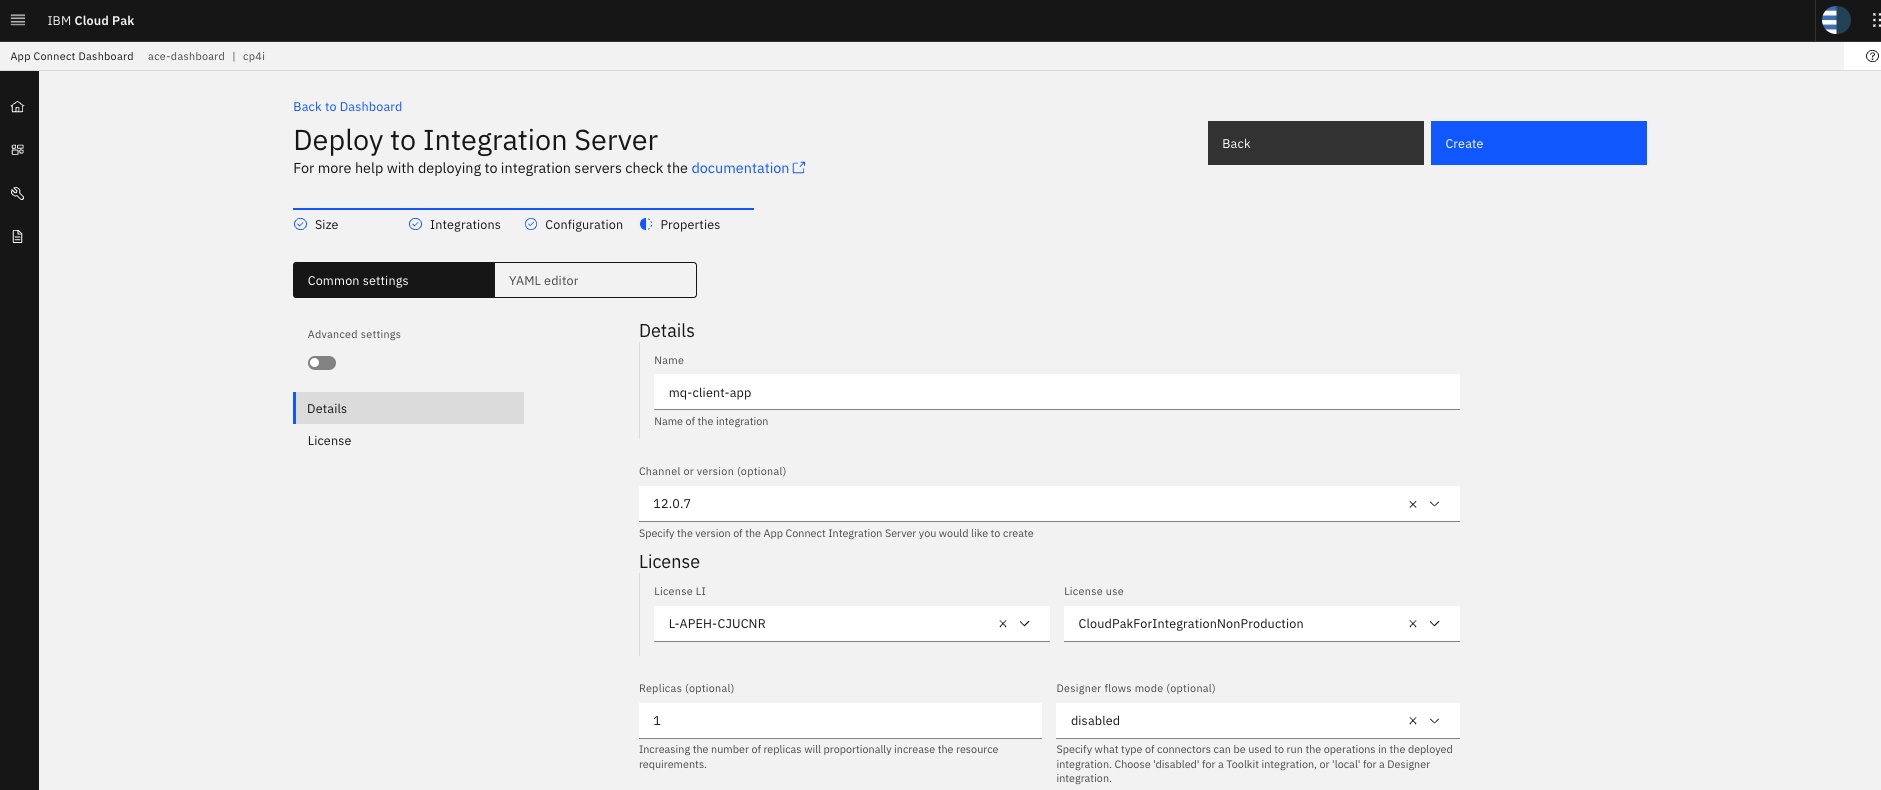 IBM Cloud Pak
App Connect Dashboard ace-dashboard | cp4i
Back to Dashboard
Deploy to Integration Server
For more help with deploying to integration servers check the documentation
Back
Create
Size
Integrations
Configuration
Properties
Common settings
YAML editor
Advanced settings
Details
License
Details
Name
mq-client-app
Name of the integration
Channel or version (optional)
12.0.7
Specify the version of the App Connect Integration Server you would like to create
License
License LI
License use
L-APEH-CJUCNR
CloudPakForIntegrationNonProduction
Replicas (optional)
Designer flows mode (optional)
1
disabled
Increasing the number of replicas will proportionally increase the resource
requirements.
Specify what type of connectors can be used to run the operations in the deployed
integration. Choose 'disabled' for a Toolkit integration, or 'local' for a Designer
integration.